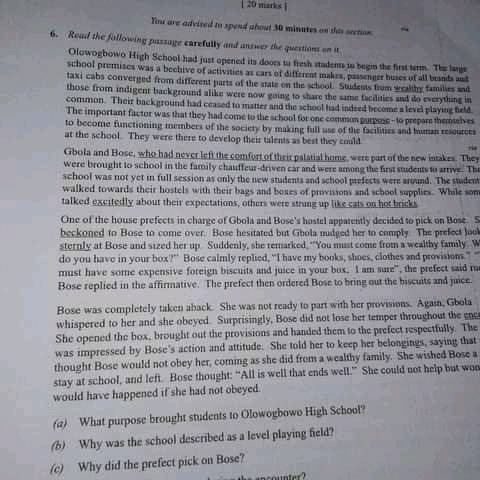 [ 20 marks ]
You are advised to spend about 30 minutes on this section.
6. Read the following passage carefully and answer the questions on it.
Olowogbowo High School had just opened its doors to fresh students to begin the first term. The large
school premises was a beehive of activities as cars of different makes, passenger buses of all brands and
taxi cabs converged from different parts of the state on the school. Students from wealthy families and
those from indigent background alike were now going to share the same facilities and do everything in
common. Their background had ceased to matter and the school had indeed become a level playing field.
The important factor was that they had come to the school for one common purpose - to prepare themselves
to become functioning members of the society by making full use of the facilities and human resources
at the school. They were there to develop their talents as best they could.
Gbola and Bose, who had never left the comfort of their palatial home, were part of the new intakes. They
were brought to school in the family chauffeur-driven car and were among the first students to arrive. The
school was not yet in full session as only the new students and school prefects were around. The student
walked towards their hostels with their bags and boxes of provisions and school supplies. While som
talked excitedly about their expectations, others were strung up like cats on hot bricks.
One of the house prefects in charge of Gbola and Bose's hostel apparently decided to pick on Bose. S
beckoned to Bose to come over. Bose hesitated but Gbola nudged her to comply. The prefect look
sternly at Bose and sized her up. Suddenly, she remarked, "You must come from a wealthy family. W
do you have in your box?" Bose calmly replied, "I have my books, shoes, clothes and provisions." "
must have some expensive foreign biscuits and juice in your box, I am sure", the prefect said ru
Bose replied in the affirmative. The prefect then ordered Bose to bring out the biscuits and juice.
Bose was completely taken aback. She was not ready to part with her provisions. Again, Gbola
whispered to her and she obeyed. Surprisingly, Bose did not lose her temper throughout the enc
She opened the box, brought out the provisions and handed them to the prefect respectfully. The
was impressed by Bose's action and attitude. She told her to keep her belongings, saying that
thought Bose would not obey her, coming as she did from a wealthy family. She wished Bose a
stay at school, and left. Bose thought: "All is well that ends well." She could not help but won
would have happened if she had not obeyed.
(a) What purpose brought students to Olowogbowo High School?
(b) Why was the school described as a level playing field?
(c) Why did the prefect pick on Bose?
the encounter?